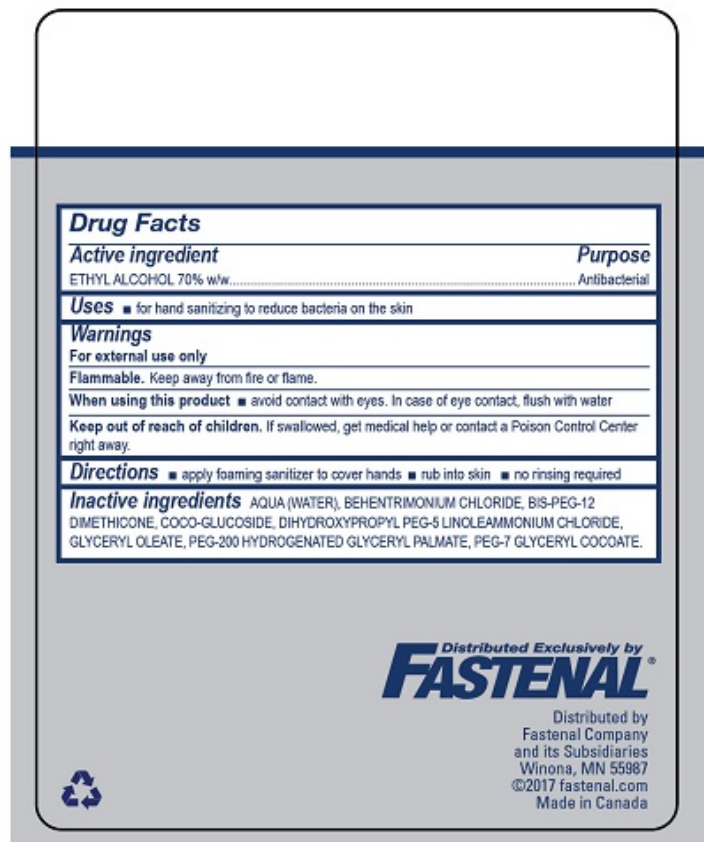 Drug Facts
Active ingredient Purpose
ETHYL ALCOHOL 70% w/w........................................................................................................ Antibacterial
Uses ■ for hand sanitizing to reduce bacteria on the skin
Warnings
For external use only
Flammable. Keep away from fire or flame.
When using this product ■ avoid contact with eyes. In case of eye contact, flush with water
Keep out of reach of children. If swallowed, get medical help or contact a Poison Control Center
right away.
Directions ■ apply foaming sanitizer to cover hands ■ rub into skin ■ no rinsing required
Inactive ingredients AQUA (WATER), BEHENTRIMONIUM CHLORIDE, BIS-PEG-12
DIMETHICONE, COCO-GLUCOSIDE, DIHYDROXYPROPYL PEG-5 LINOLEAMMONIUM CHLORIDE,
GLYCERYL OLEATE, PEG-200 HYDROGENATED GLYCERYL PALMATE, PEG-7 GLYCERYL COCOATE.
Distributed Exclusively by
FASTENAL®
Distributed by
Fastenal Company
and its Subsidiaries
Winona, MN 55987
©2017 fastenal.com
Made in Canada